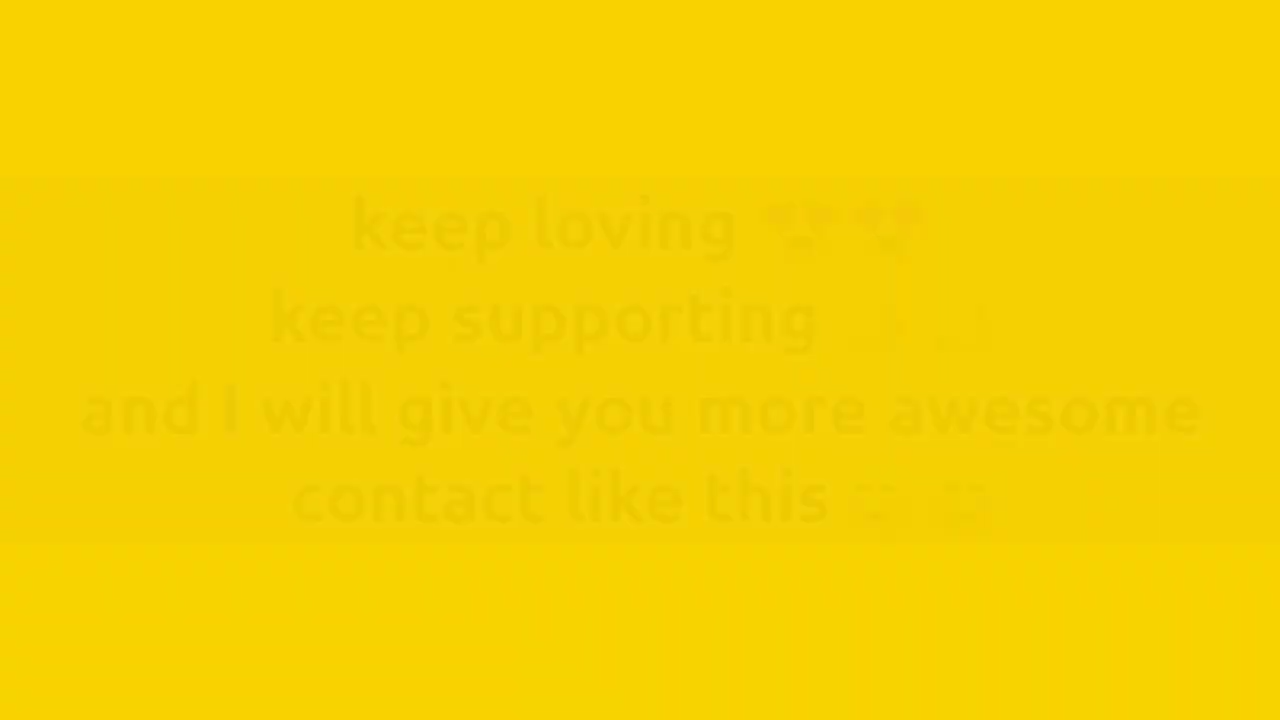 keep loving 😍😍
keep supporting
and I will give you more awesome
contact like this